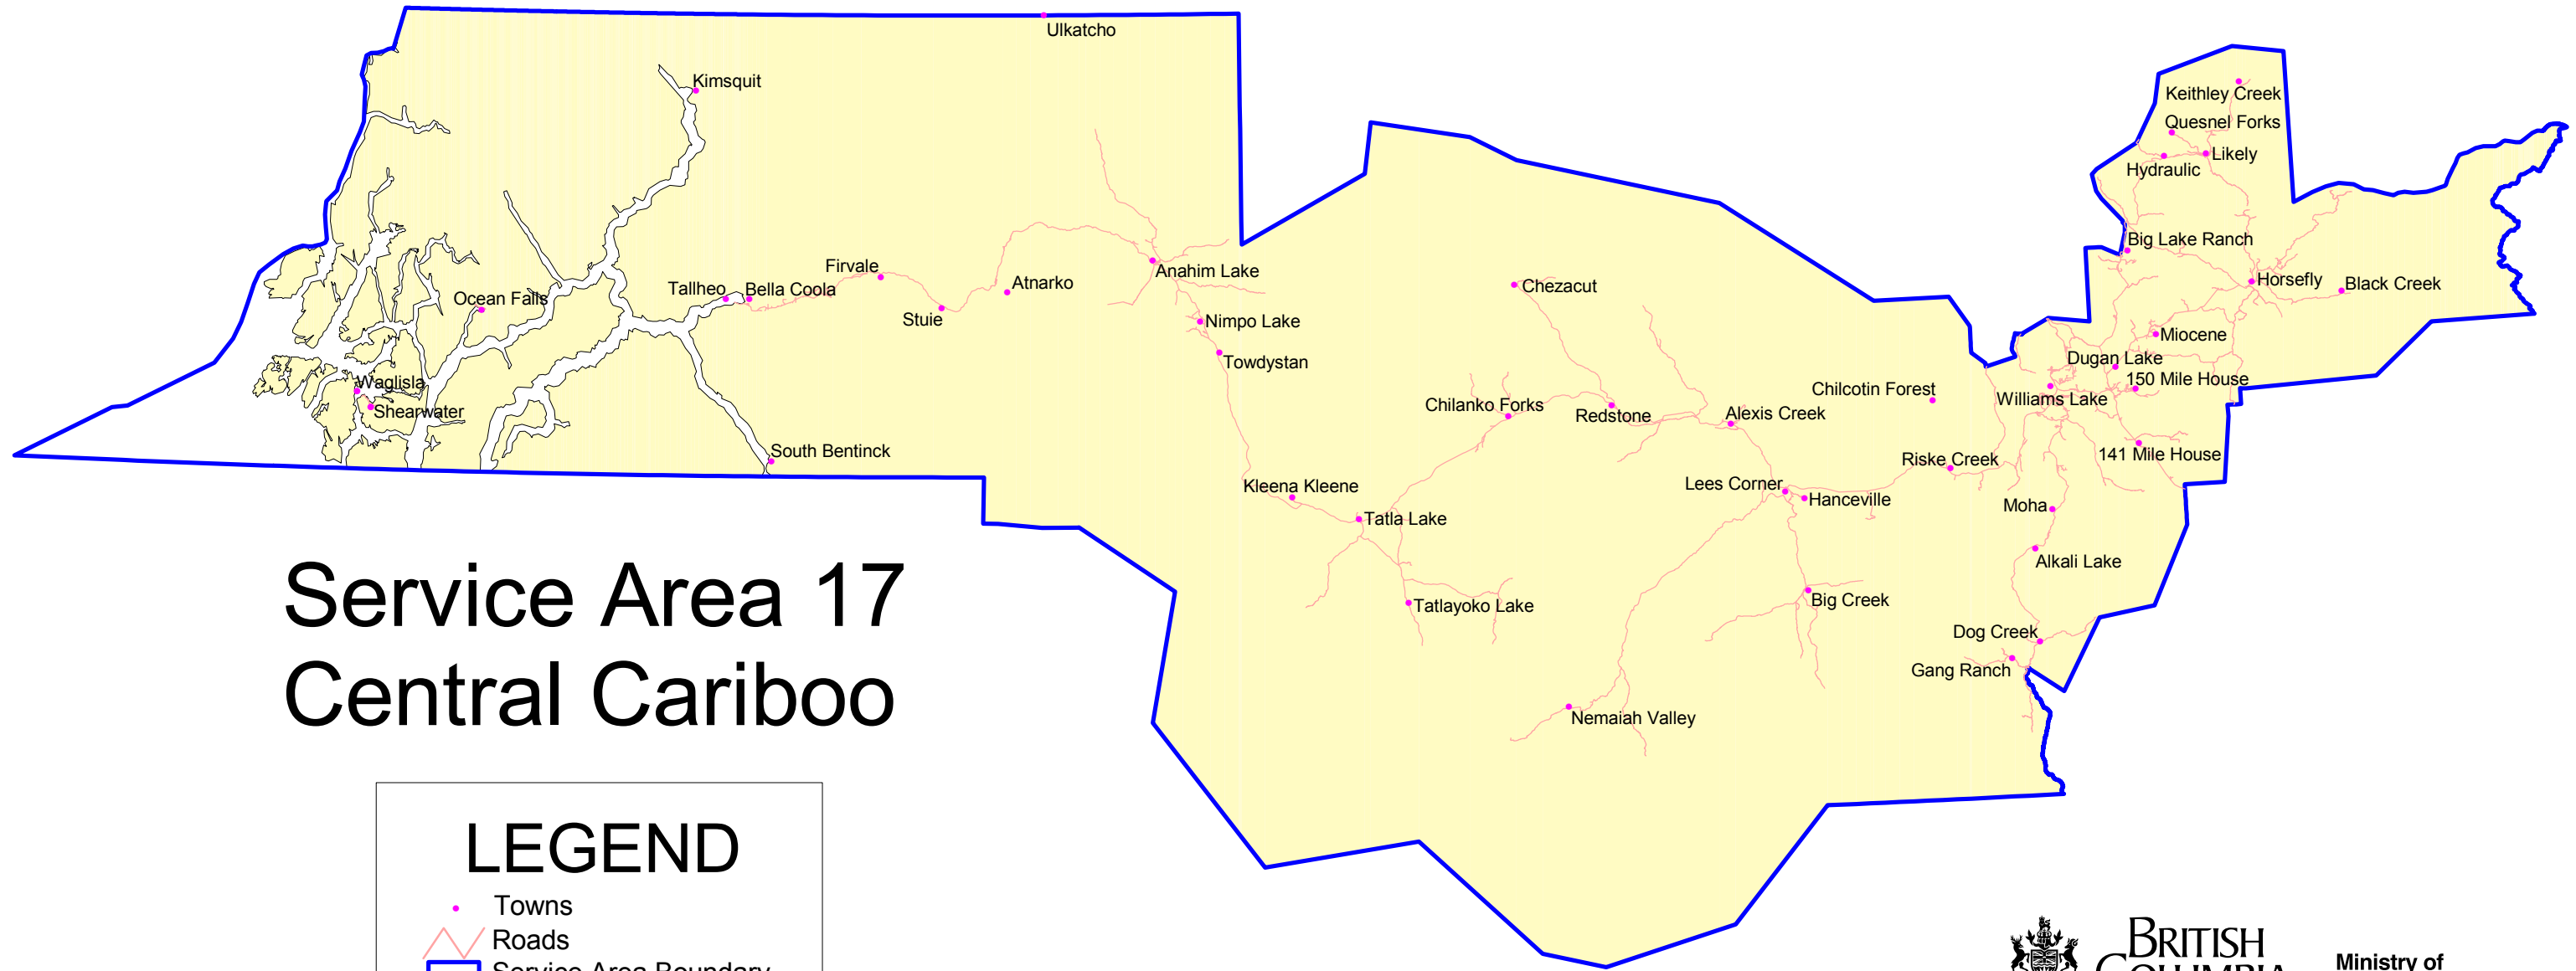 Ulkatcho
Kimsquit
Keithley Creek
Quesnel Forks
Likely
Hydraulic
Big Lake Ranch
Firvale
Anahim Lake
Atnarko
Tallheo
Bella Coola
Ocean Falls
Stuie
Chezacut
Horsefly
Black Creek
Nimpo Lake
Miocene
Towdystan
Dugan Lake
150 Mile House
Waglisla
Shearwater
Chilcotin Forest
Williams Lake
Chilanko Forks
Redstone
Alexis Creek
South Bentinck
141 Mile House
Riske Creek
Kleena Kleene
Lees Corner
Hanceville
Moha
Tatla Lake
Alkali Lake
Service Area 17
Central Cariboo
Tatlayoko Lake
Big Creek
Dog Creek
Gang Ranch
Nemaiah Valley
LEGEND
Towns
Roads
Service Area Boundary
BRITISH
COLUMBIA
Ministry of